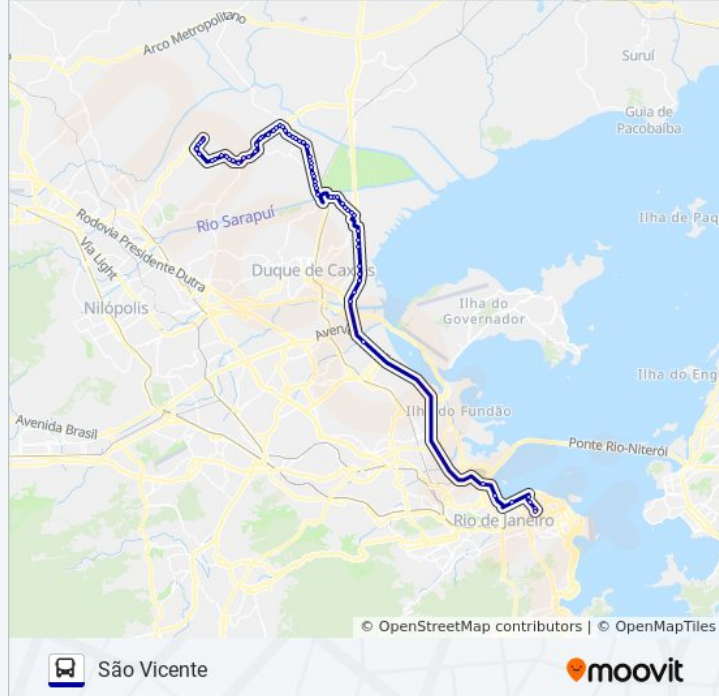 Arco Metropolitano
Suruí
Guia de
Pacobaíba
Rio Sarapuí
Ilha de Paq
Rodovia Presidente Dutra
Via Light
Duque de Caxias
Nilópolis
Ilha do
Governador
Aveni
Ilha do Eng
Ilha do Fundão
Avenida Brasil
Ponte Rio-Niterói
Rio de Janeiro
© OpenStreetMap contributors | © OpenMapTiles
São Vicente
moovit